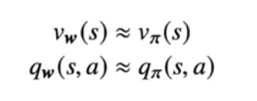 v_w(s) ≈ v_π(s)
q_w(s, a) ≈ q_π(s, a)